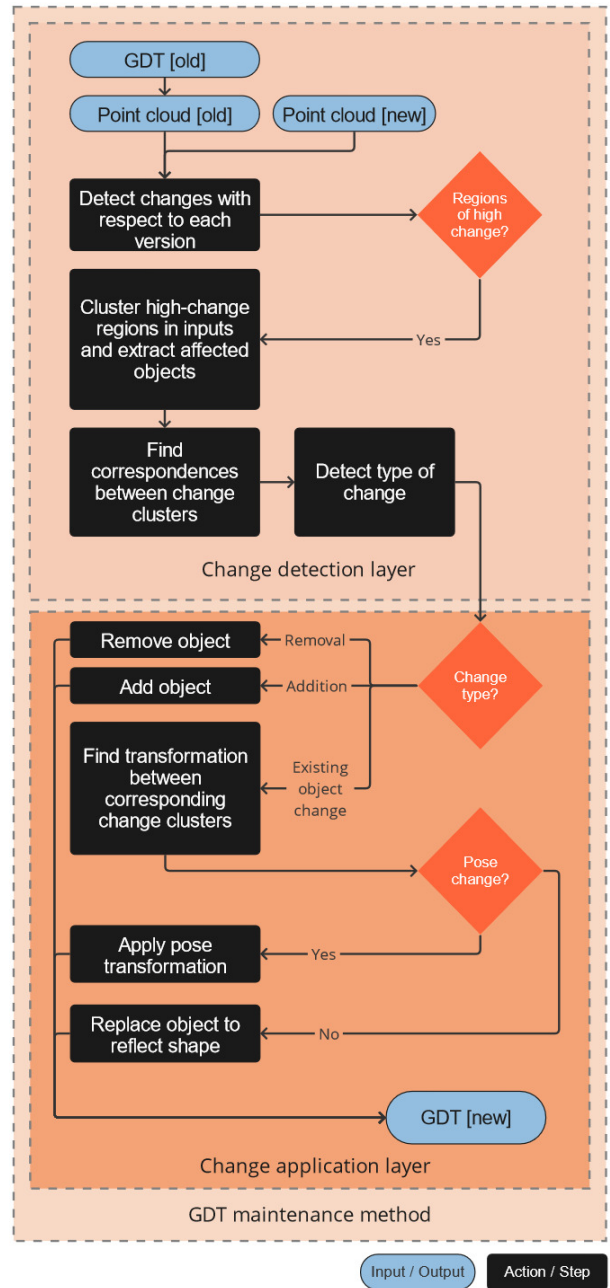 GDT [old]
Point cloud [old]
Point cloud [new]
Detect changes with
respect to each
version
Regions
of high
change?
Yes
Cluster high-change
regions in inputs
and extract affected
objects
Find
correspondences
between change
clusters
Detect type of
change
Change detection layer
Change
type?
Removal
Remove object
Addition
Add object
Existing
object
change
Find transformation
between
corresponding
change clusters
Pose
change?
Yes
Apply pose
transformation
No
Replace object to
reflect shape
GDT [new]
Change application layer
GDT maintenance method
Input / Output
Action / Step